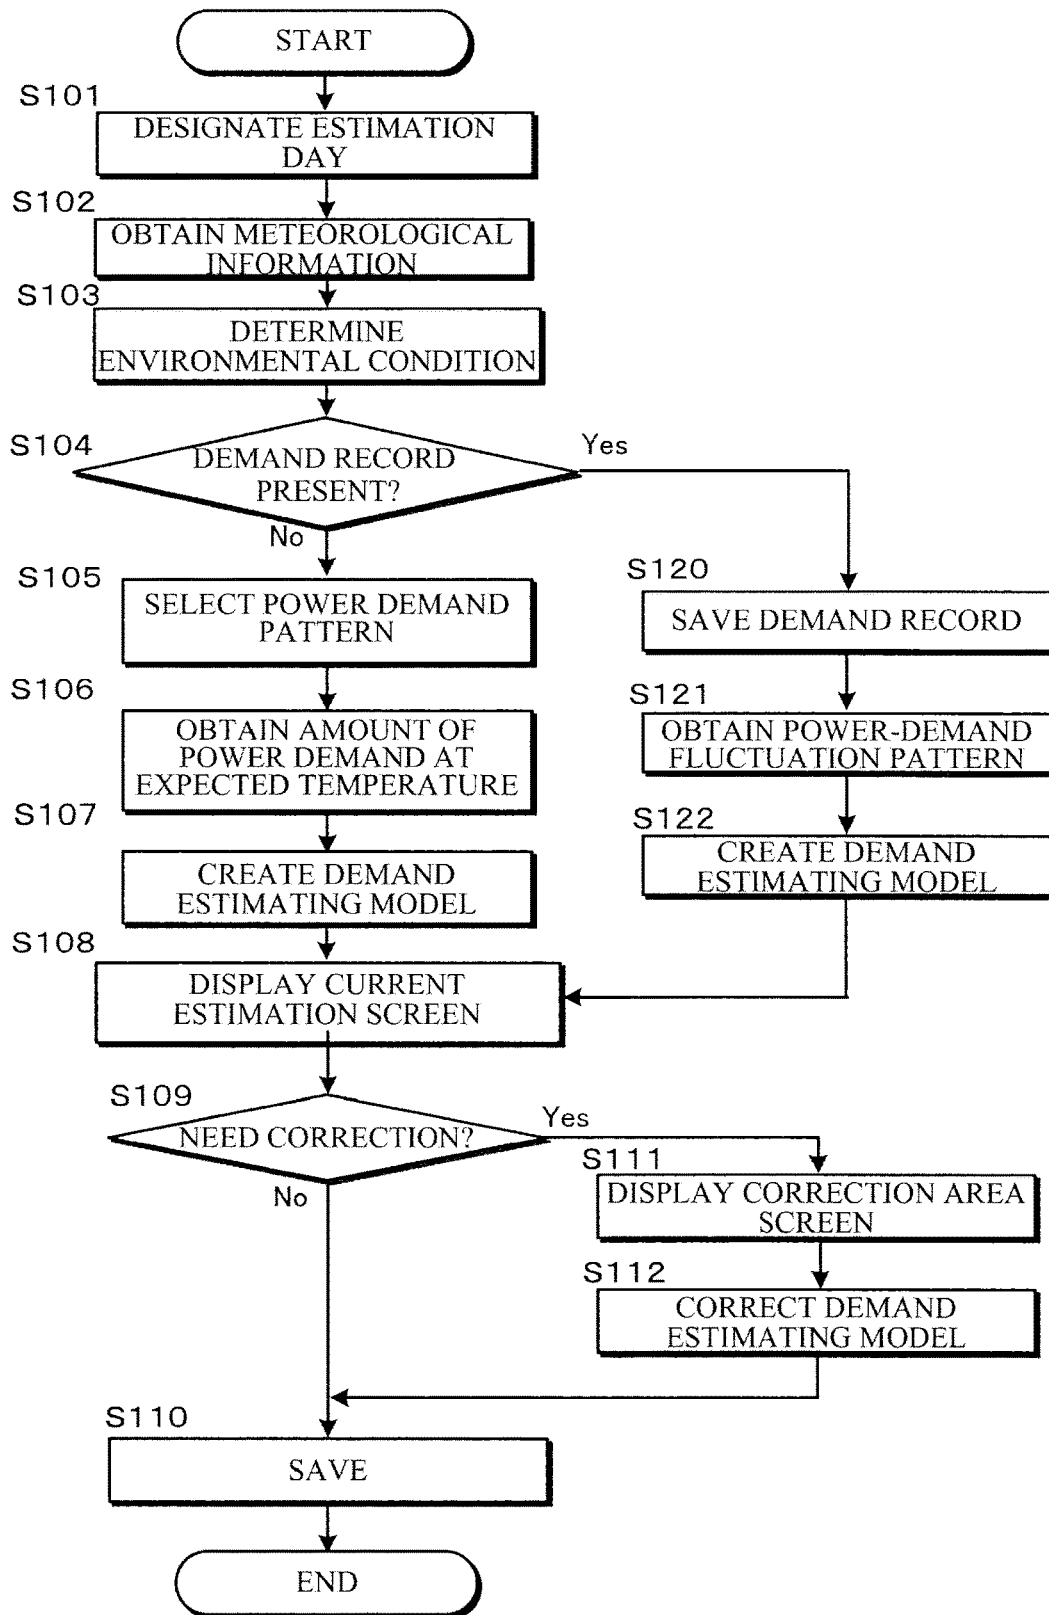 START
S101
DESIGNATE ESTIMATION
DAY
S102
OBTAIN METEOROLOGICAL
INFORMATION
S103
DETERMINE
ENVIRONMENTAL CONDITION
S104
DEMAND RECORD
PRESENT?
Yes
No
S105
SELECT POWER DEMAND
PATTERN
S106
OBTAIN AMOUNT OF
POWER DEMAND AT
EXPECTED TEMPERATURE
S107
CREATE DEMAND
ESTIMATING MODEL
S120
SAVE DEMAND RECORD
S121
OBTAIN POWER-DEMAND
FLUCTUATION PATTERN
S122
CREATE DEMAND
ESTIMATING MODEL
S108
DISPLAY CURRENT
ESTIMATION SCREEN
S109
NEED CORRECTION?
Yes
No
S111
DISPLAY CORRECTION AREA
SCREEN
S112
CORRECT DEMAND
ESTIMATING MODEL
S110
SAVE
END